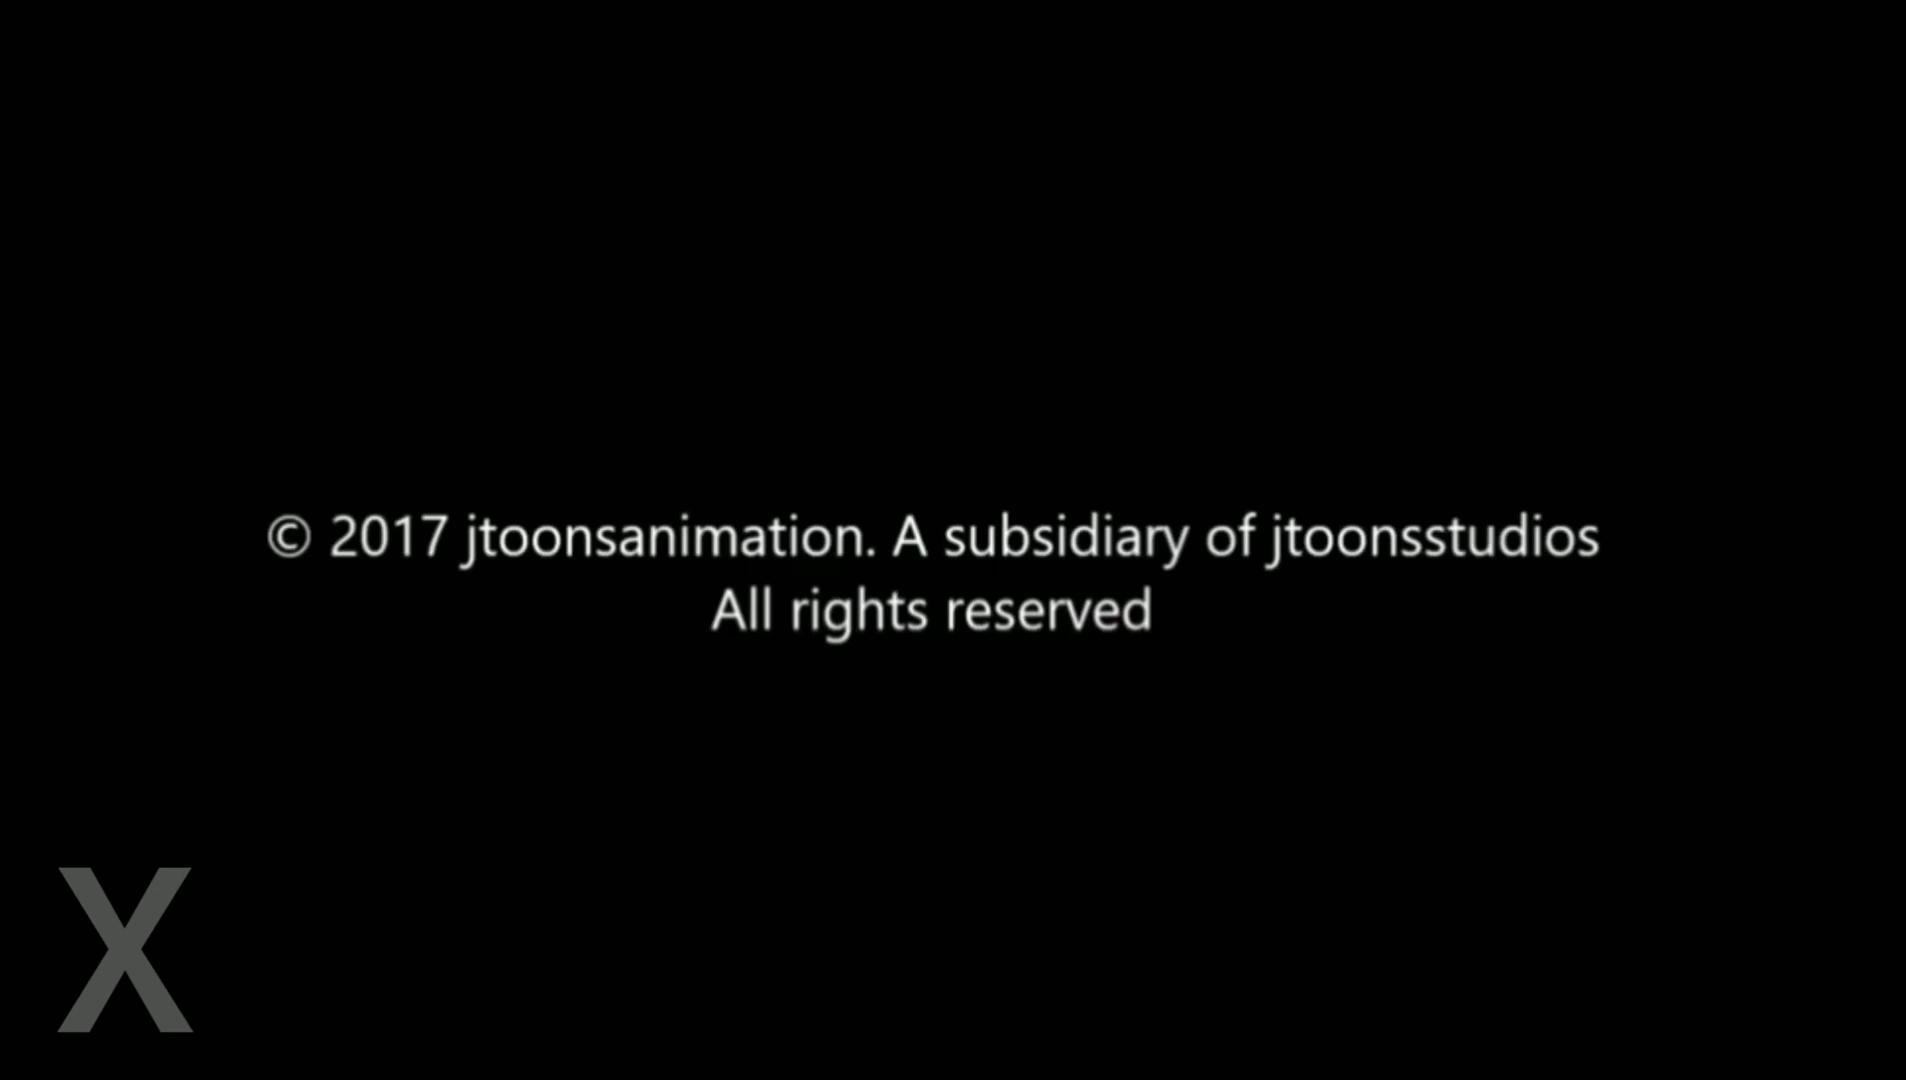 © 2017 jtoonsanimation. A subsidiary of jtoonsstudios
All rights reserved
X